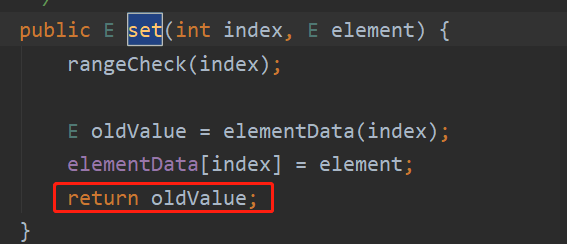 public E set(int index, E element) {
rangeCheck(index);
E oldValue = elementData(index);
elementData[index] = element;
return oldValue;
}